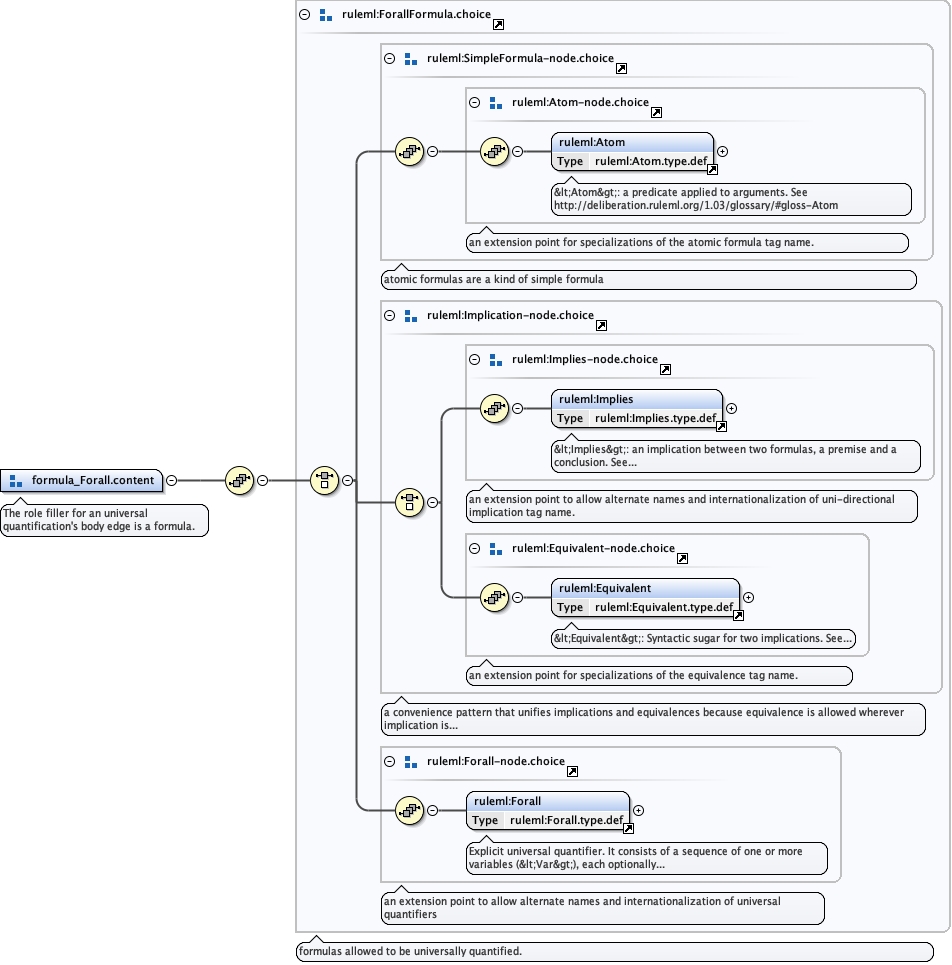 ruleml:ForallFormula.choice
ruleml:SimpleFormula-node.choice
ruleml:Atom-node.choice
ruleml:Atom
Type ruleml:Atom.type.def
&lt;Atom&gt;: a predicate applied to arguments. See
http://deliberation.ruleml.org/1.03/glossary/#gloss-Atom
an extension point for specializations of the atomic formula tag name.
atomic formulas are a kind of simple formula
ruleml:Implication-node.choice
ruleml:Implies-node.choice
ruleml:Implies
Type ruleml:Implies.type.def
&lt;Implies&gt;: an implication between two formulas, a premise and a
conclusion. See...
formula_Forall.content
The role filler for an universal
quantification's body edge is a formula.
an extension point to allow alternate names and internationalization of uni-directional
implication tag name.
ruleml:Equivalent-node.choice
ruleml:Equivalent
Type ruleml:Equivalent.type.def
&lt;Equivalent&gt;: Syntactic sugar for two implications. See...
an extension point for specializations of the equivalence tag name.
a convenience pattern that unifies implications and equivalences because equivalence is allowed wherever
implication is...
ruleml:Forall-node.choice
ruleml:Forall
Type ruleml:Forall.type.def
Explicit universal quantifier. It consists of a sequence of one or more
variables (&lt;Var&gt;), each optionally...
an extension point to allow alternate names and internationalization of universal
quantifiers
formulas allowed to be universally quantified.